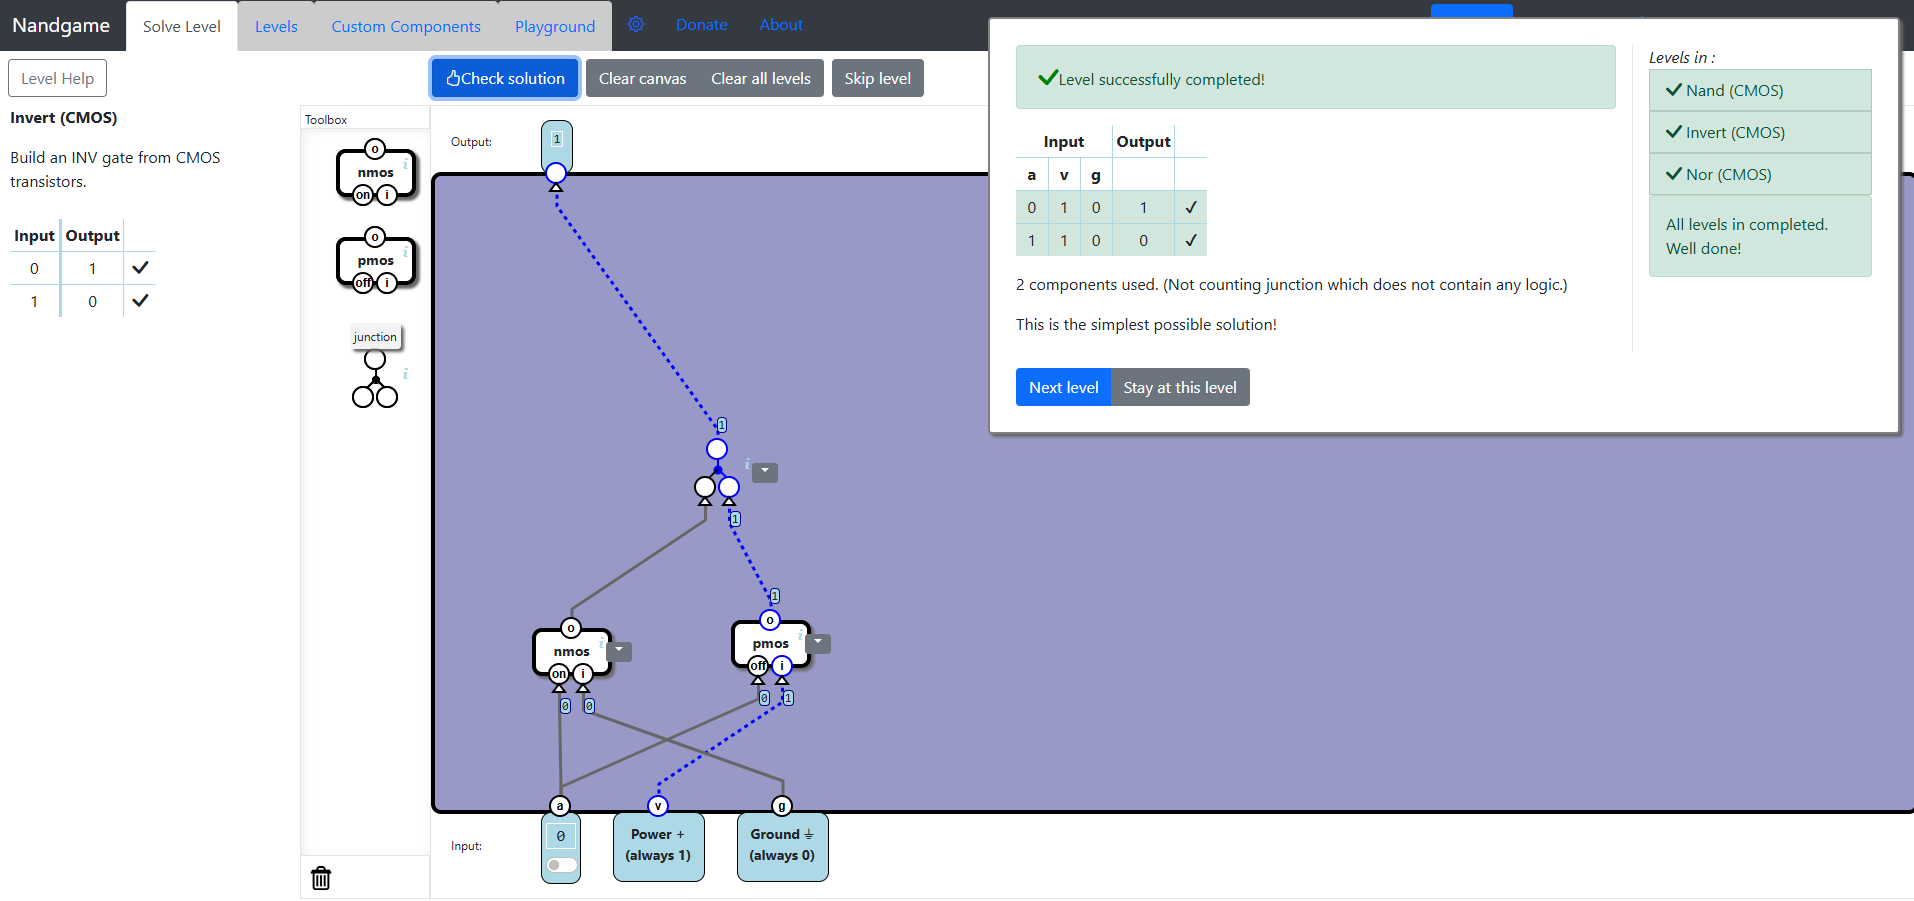 Nandgame
Solve Level
Levels
Custom Components
Playground
Donate
About
Level Help
Check solution
Clear canvas
Clear all levels
Skip level
Invert (CMOS)
Build an INV gate from CMOS
transistors.
Input Output
0 1
1 0
Toolbox
o
nmos
on i
o
pmos
off i
junction
Output:
1
1
1
1
o
nmos
on i
0 0
o
pmos
off i
0 1
a
v
g
Input:
0
Power +
(always 1)
Ground ⏚
(always 0)
Level successfully completed!
Input Output
a v g
0 1 0 1 ✓
1 1 0 0 ✓
2 components used. (Not counting junction which does not contain any logic.)
This is the simplest possible solution!
Next level
Stay at this level
Levels in :
Nand (CMOS)
Invert (CMOS)
Nor (CMOS)
All levels in completed.
Well done!